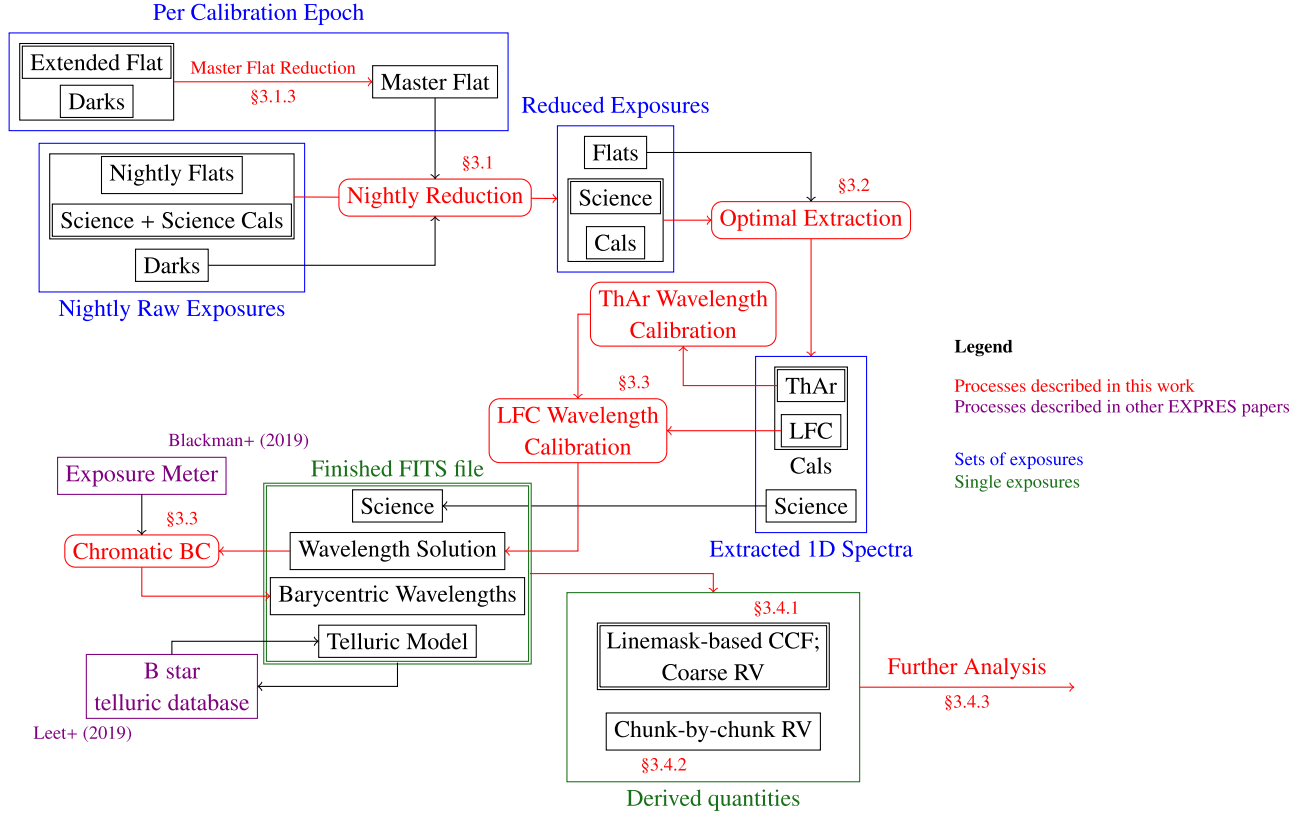 Per Calibration Epoch
Extended Flat
Darks
Master Flat Reduction
§3.1.3
Master Flat
Nightly Flats
Science + Science Cals
Darks
Nightly Raw Exposures
§3.1
Nightly Reduction
Reduced Exposures
Flats
Science
Cals
§3.2
Optimal Extraction
ThAr Wavelength
Calibration
§3.3
LFC Wavelength
Calibration
ThAr
LFC
Cals
Science
Extracted 1D Spectra
Legend
Processes described in this work
Processes described in other EXPRES papers
Sets of exposures
Single exposures
Blackman+ (2019)
Exposure Meter
§3.3
Chromatic BC
Finished FITS file
Science
Wavelength Solution
Barycentric Wavelengths
Telluric Model
B star
telluric database
Leet+ (2019)
§3.4.1
Linemask-based CCF;
Coarse RV
Chunk-by-chunk RV
§3.4.2
Derived quantities
Further Analysis
§3.4.3